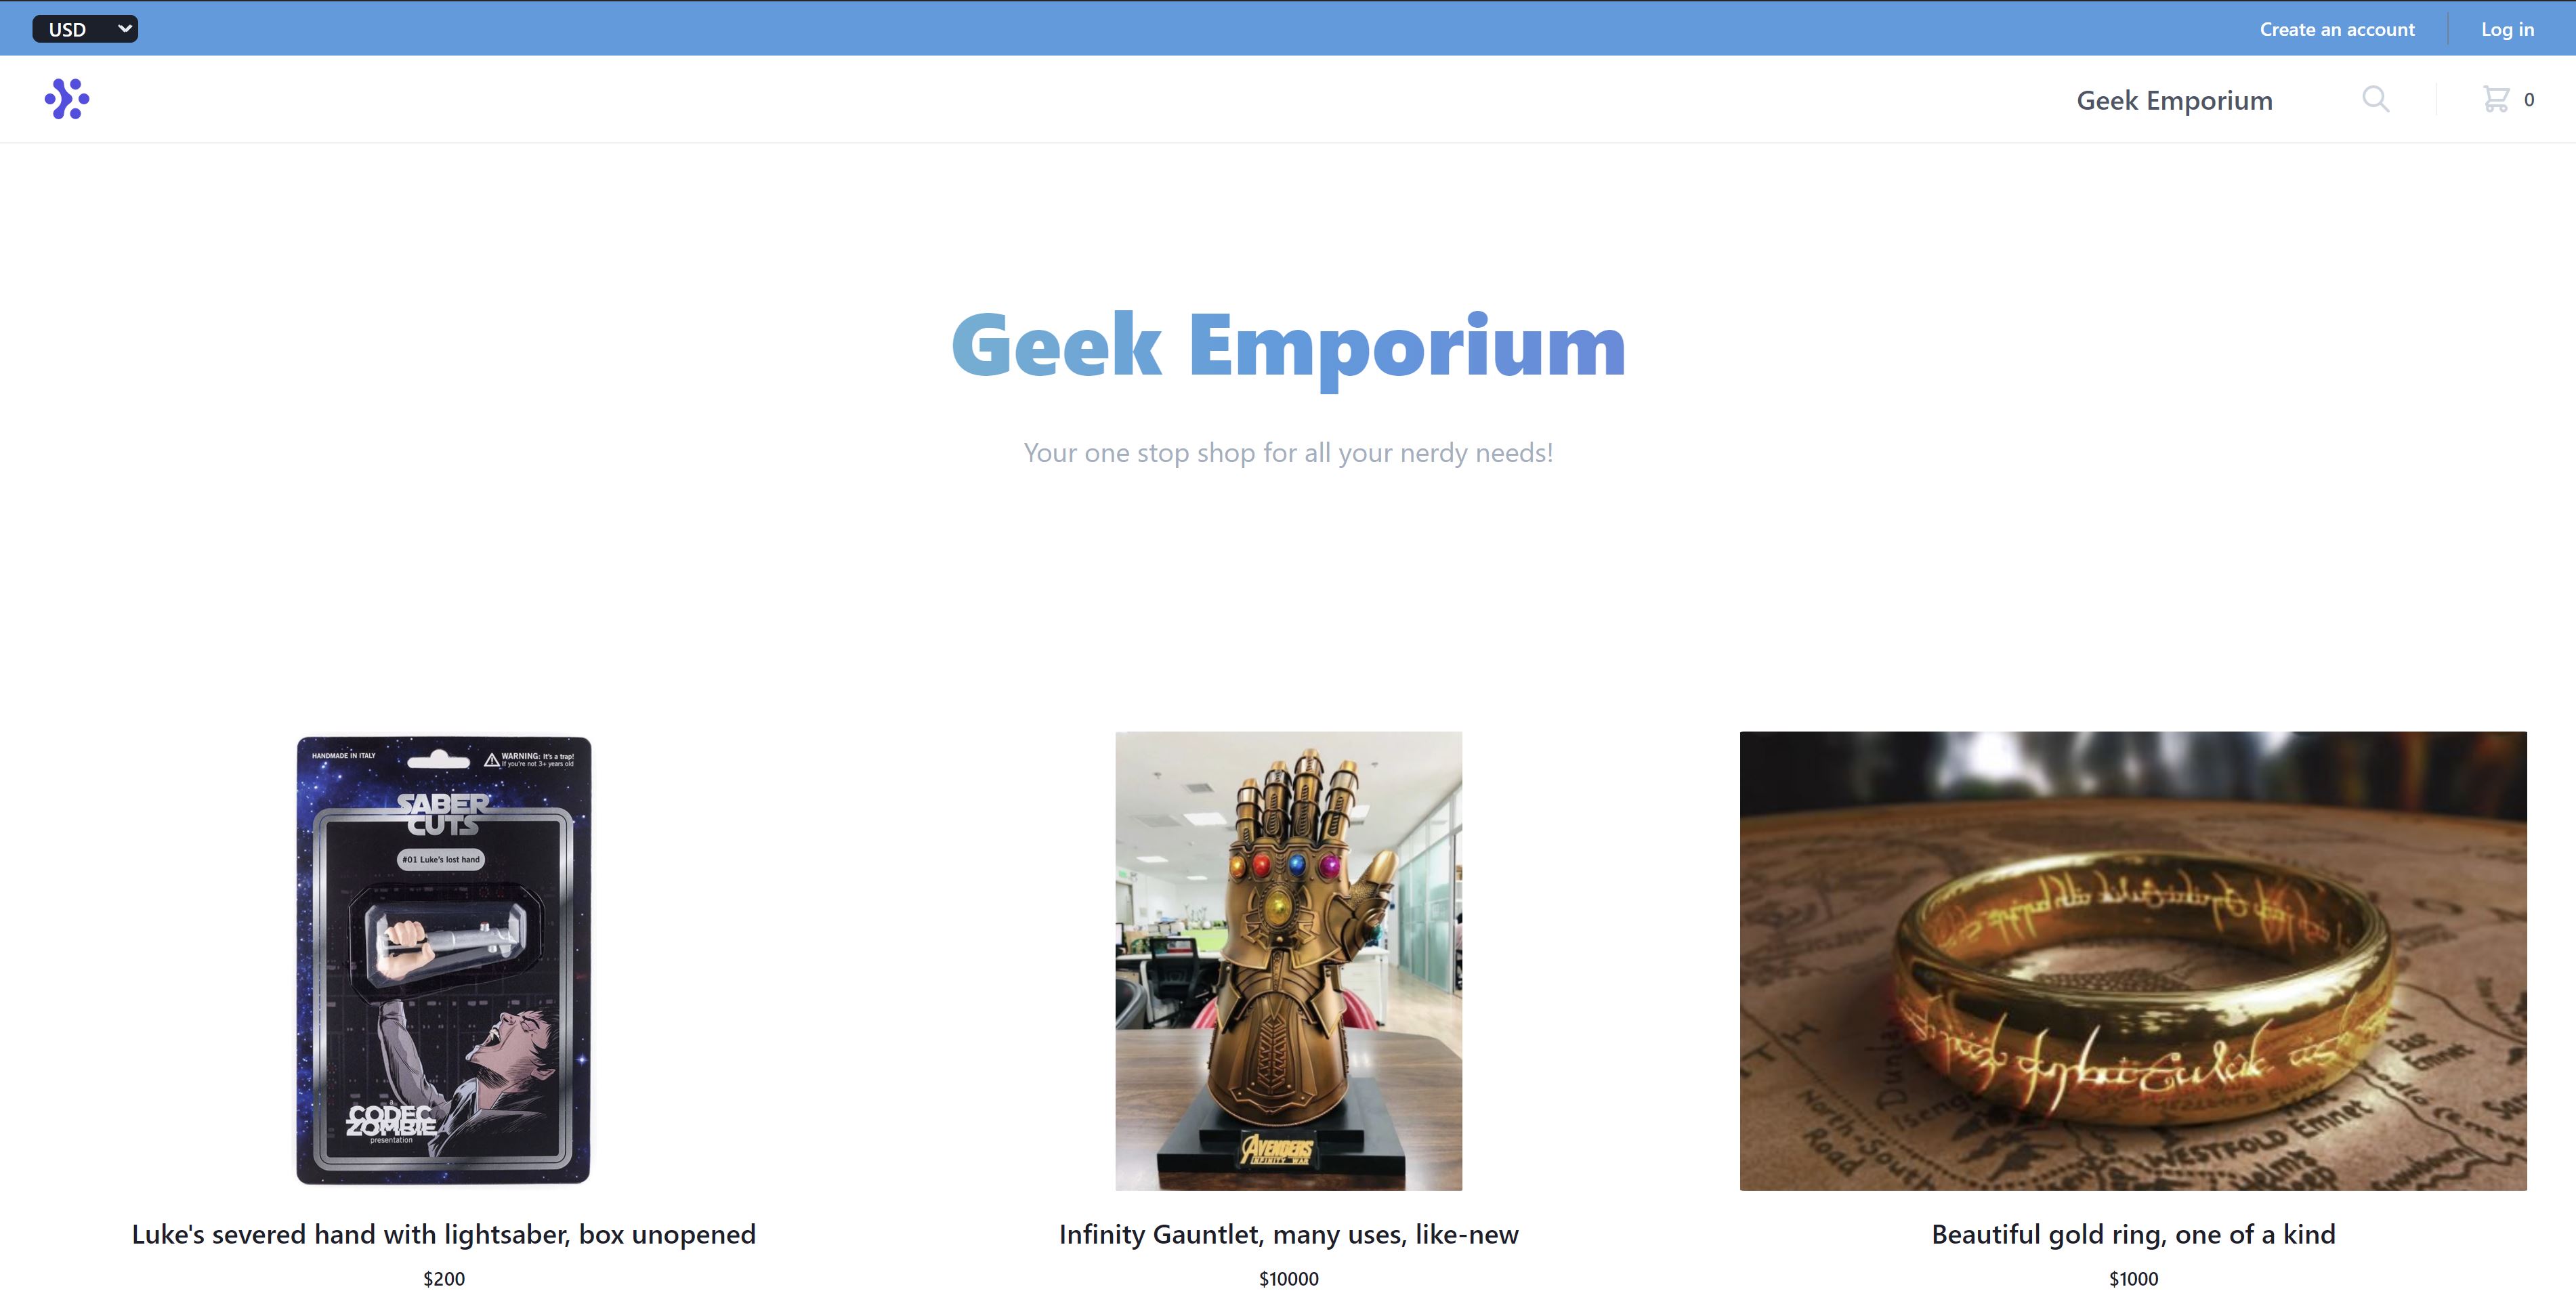 USD
Create an account
Log in
Geek Emporium
0
Geek Emporium
Your one stop shop for all your nerdy needs!
HANDMADE IN ITALY
WARNING: It's a trap!
If you're not 3+ years old
SABER
CUTS
#01 Luke's lost hand
a
CODEC
ZOMBIE
presentation
AVENGERS
INFINITY WAR
North-South
Road
Isenga
WESTFOLD
Emnet
East
Emnet
Luke's severed hand with lightsaber, box unopened
$200
Infinity Gauntlet, many uses, like-new
$10000
Beautiful gold ring, one of a kind
$1000